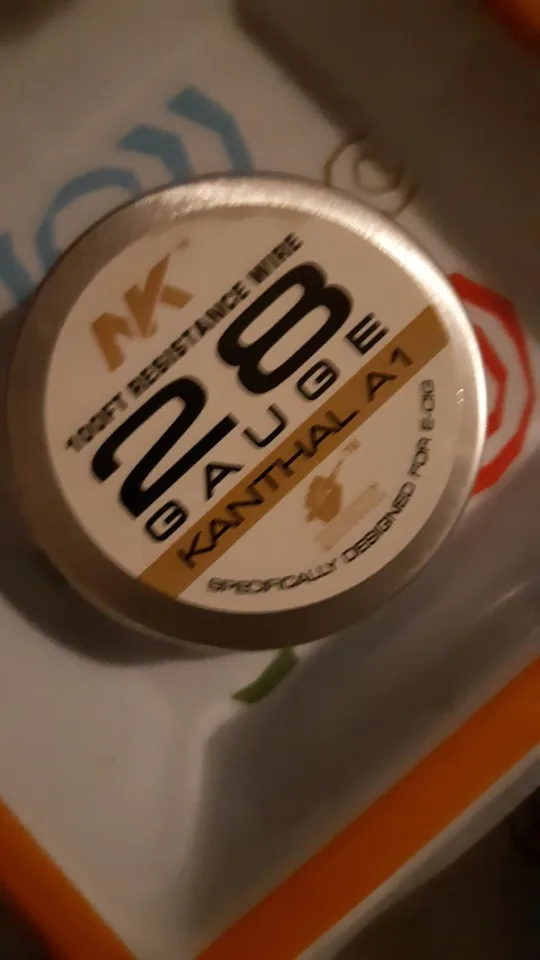 NK
100FT RESISTANCE WIRE
28
GAUGE
KANTHAL A1
SPECIFICALLY DESIGNED FOR E-CIG